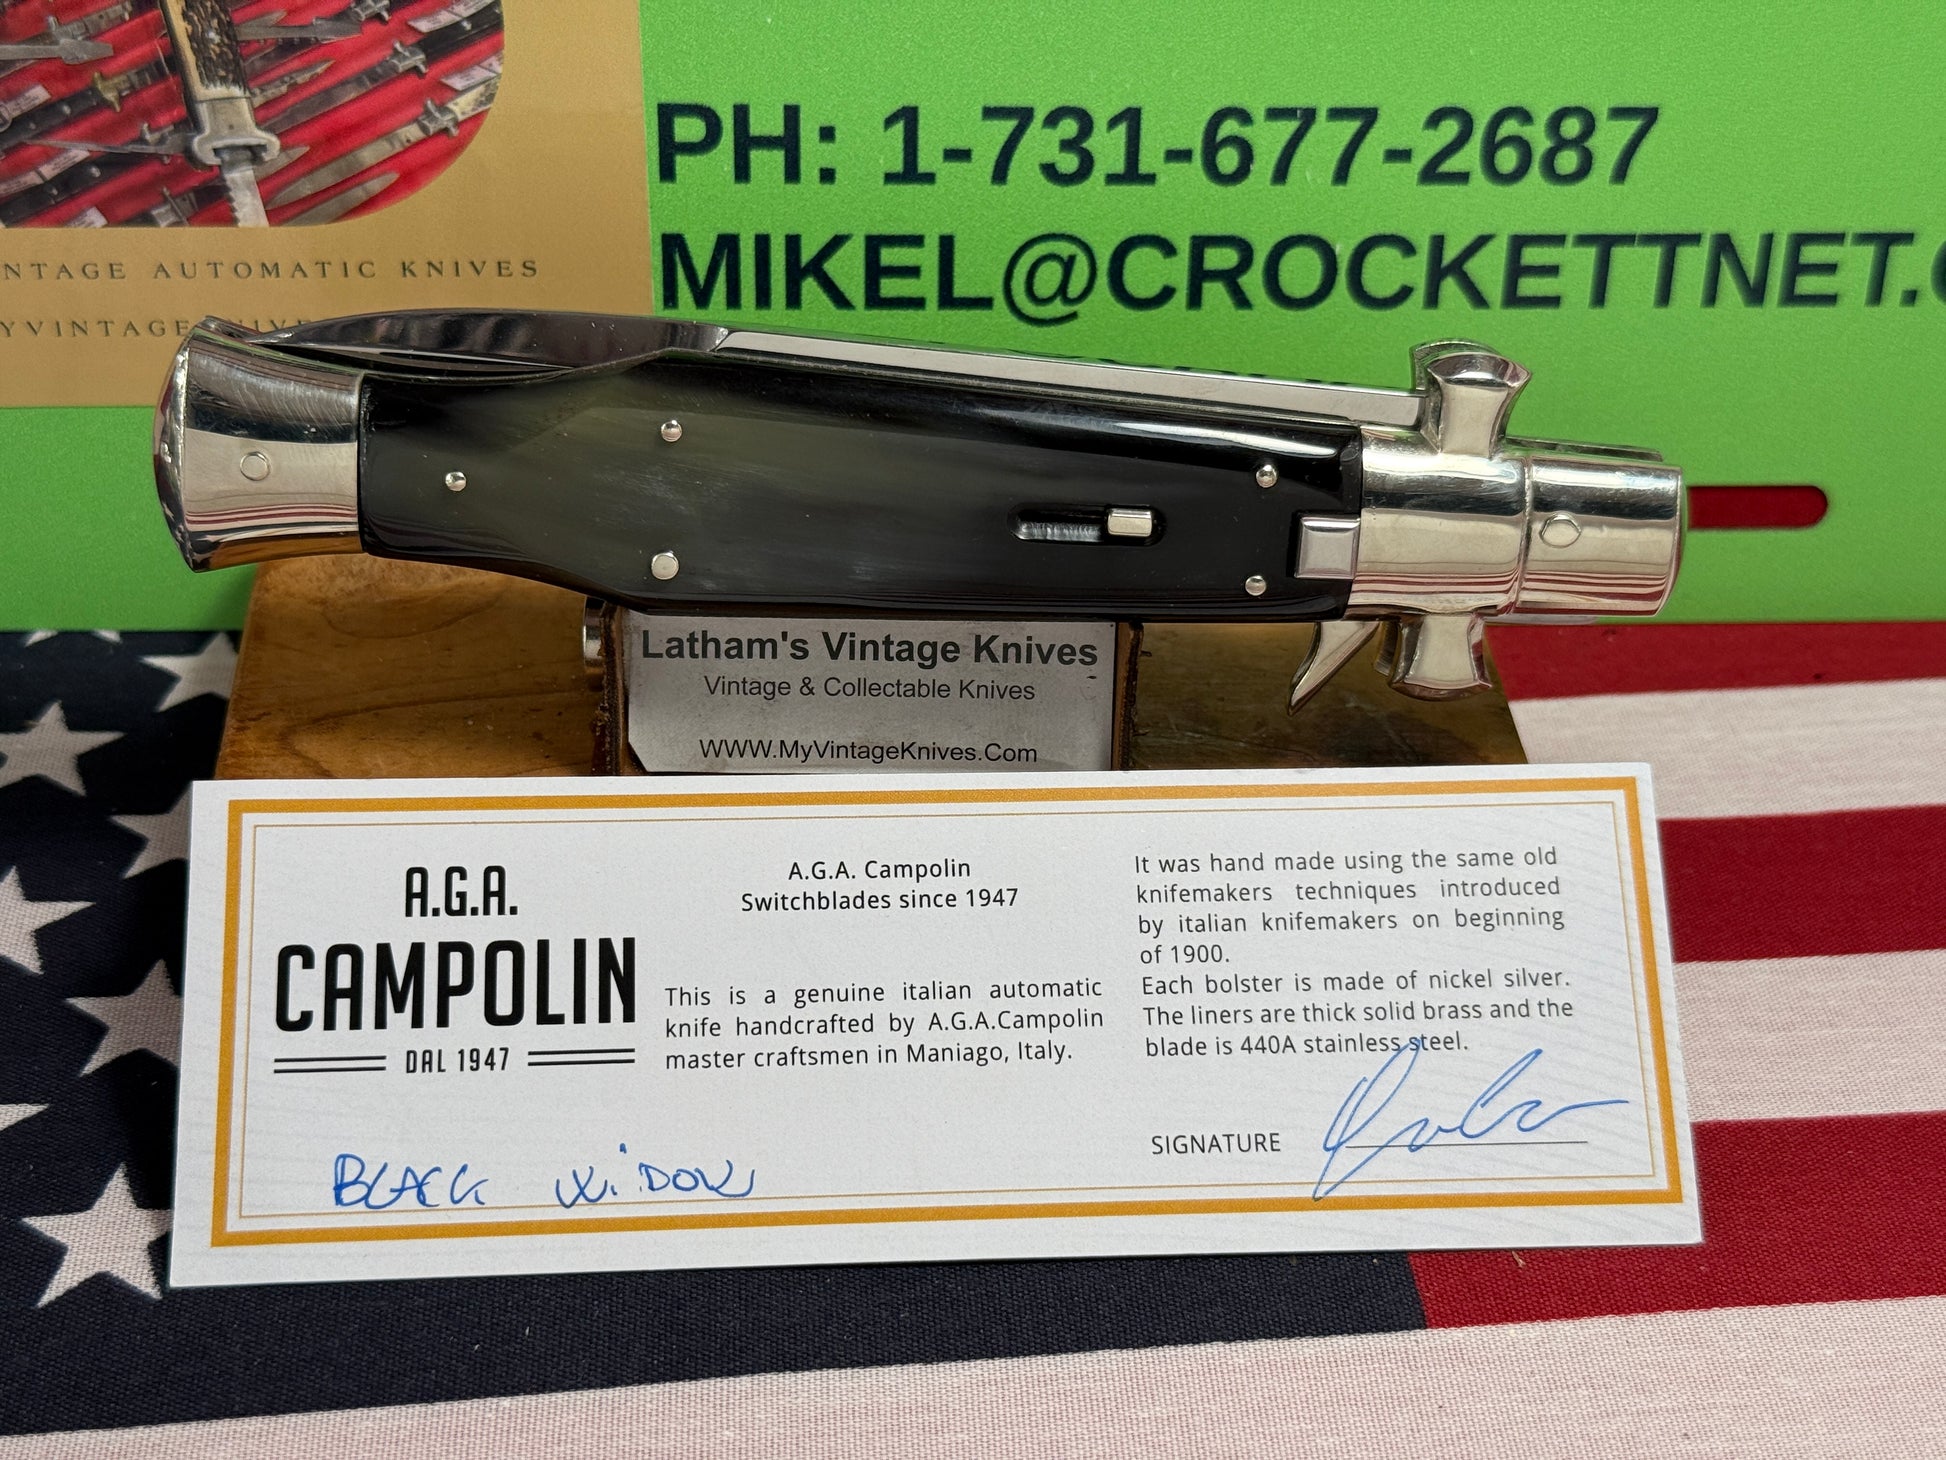 PH: 1-731-677-2687
MIKEL@CROCKETTNET.
AUTOMATIC KNIVES
Latham's Vintage Knives
Vintage & Collectable Knives
WWW.MyVintageKnives.Com
A.G.A.
CAMPOLIN
DAL 1947
BLACK WIDOW
A.G.A. Campolin
Switchblades since 1947
This is a genuine italian automatic
knife handcrafted by A.G.A.Campolin
master craftsmen in Maniago, Italy.
It was hand made using the same old
knifemakers techniques introduced
by italian knifemakers on beginning
of 1900.
Each bolster is made of nickel silver.
The liners are thick solid brass and the
blade is 440A stainless steel.
SIGNATURE